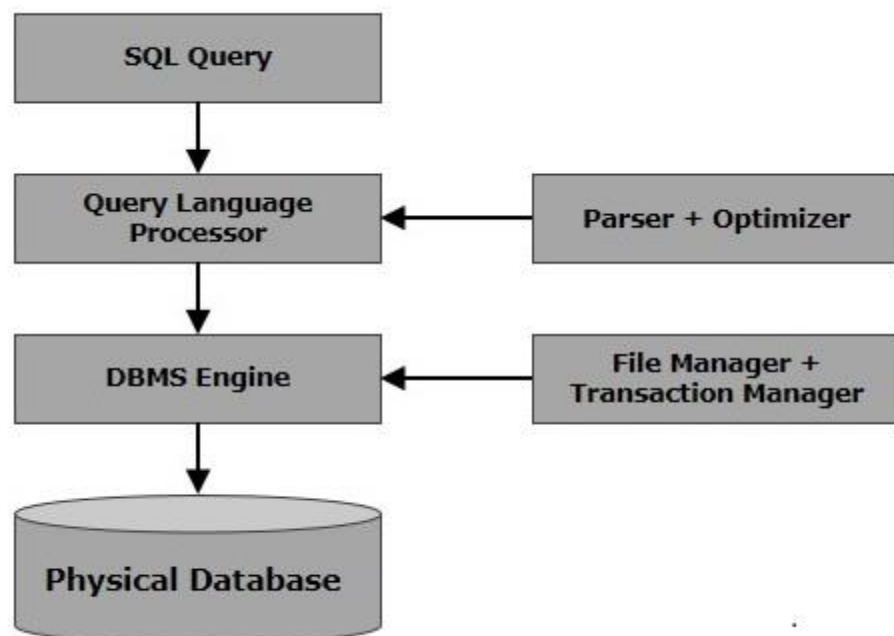 SQL Query
Query Language
Processor
Parser + Optimizer
DBMS Engine
File Manager +
Transaction Manager
Physical Database